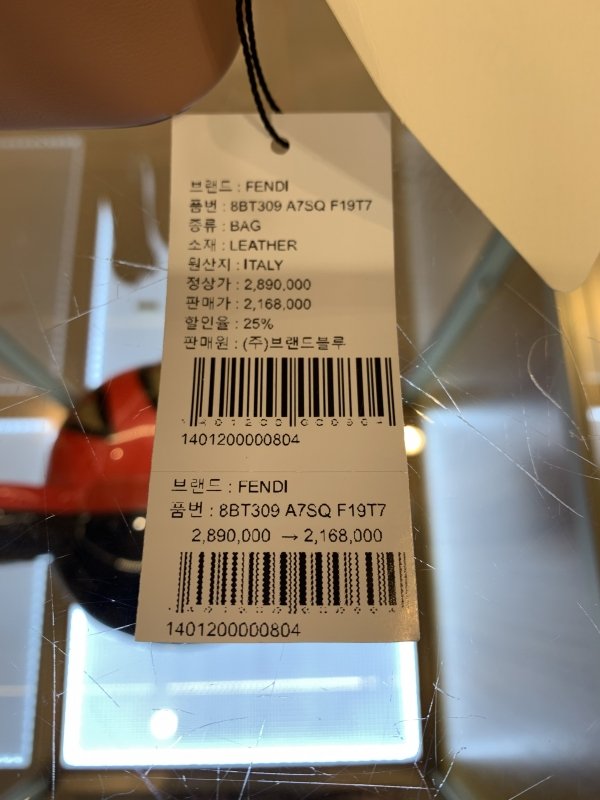 브랜드 : FENDI
품번 : 8BT309 A7SQ F19T7
종류 : BAG
소재 : LEATHER
원산지 : ITALY
정상가 : 2,890,000
판매가 : 2,168,000
할인율 : 25%
판매원 : (주)브랜드블루
1401200000804
브랜드 : FENDI
품번 : 8BT309 A7SQ F19T7
2,890,000 → 2,168,000
1401200000804